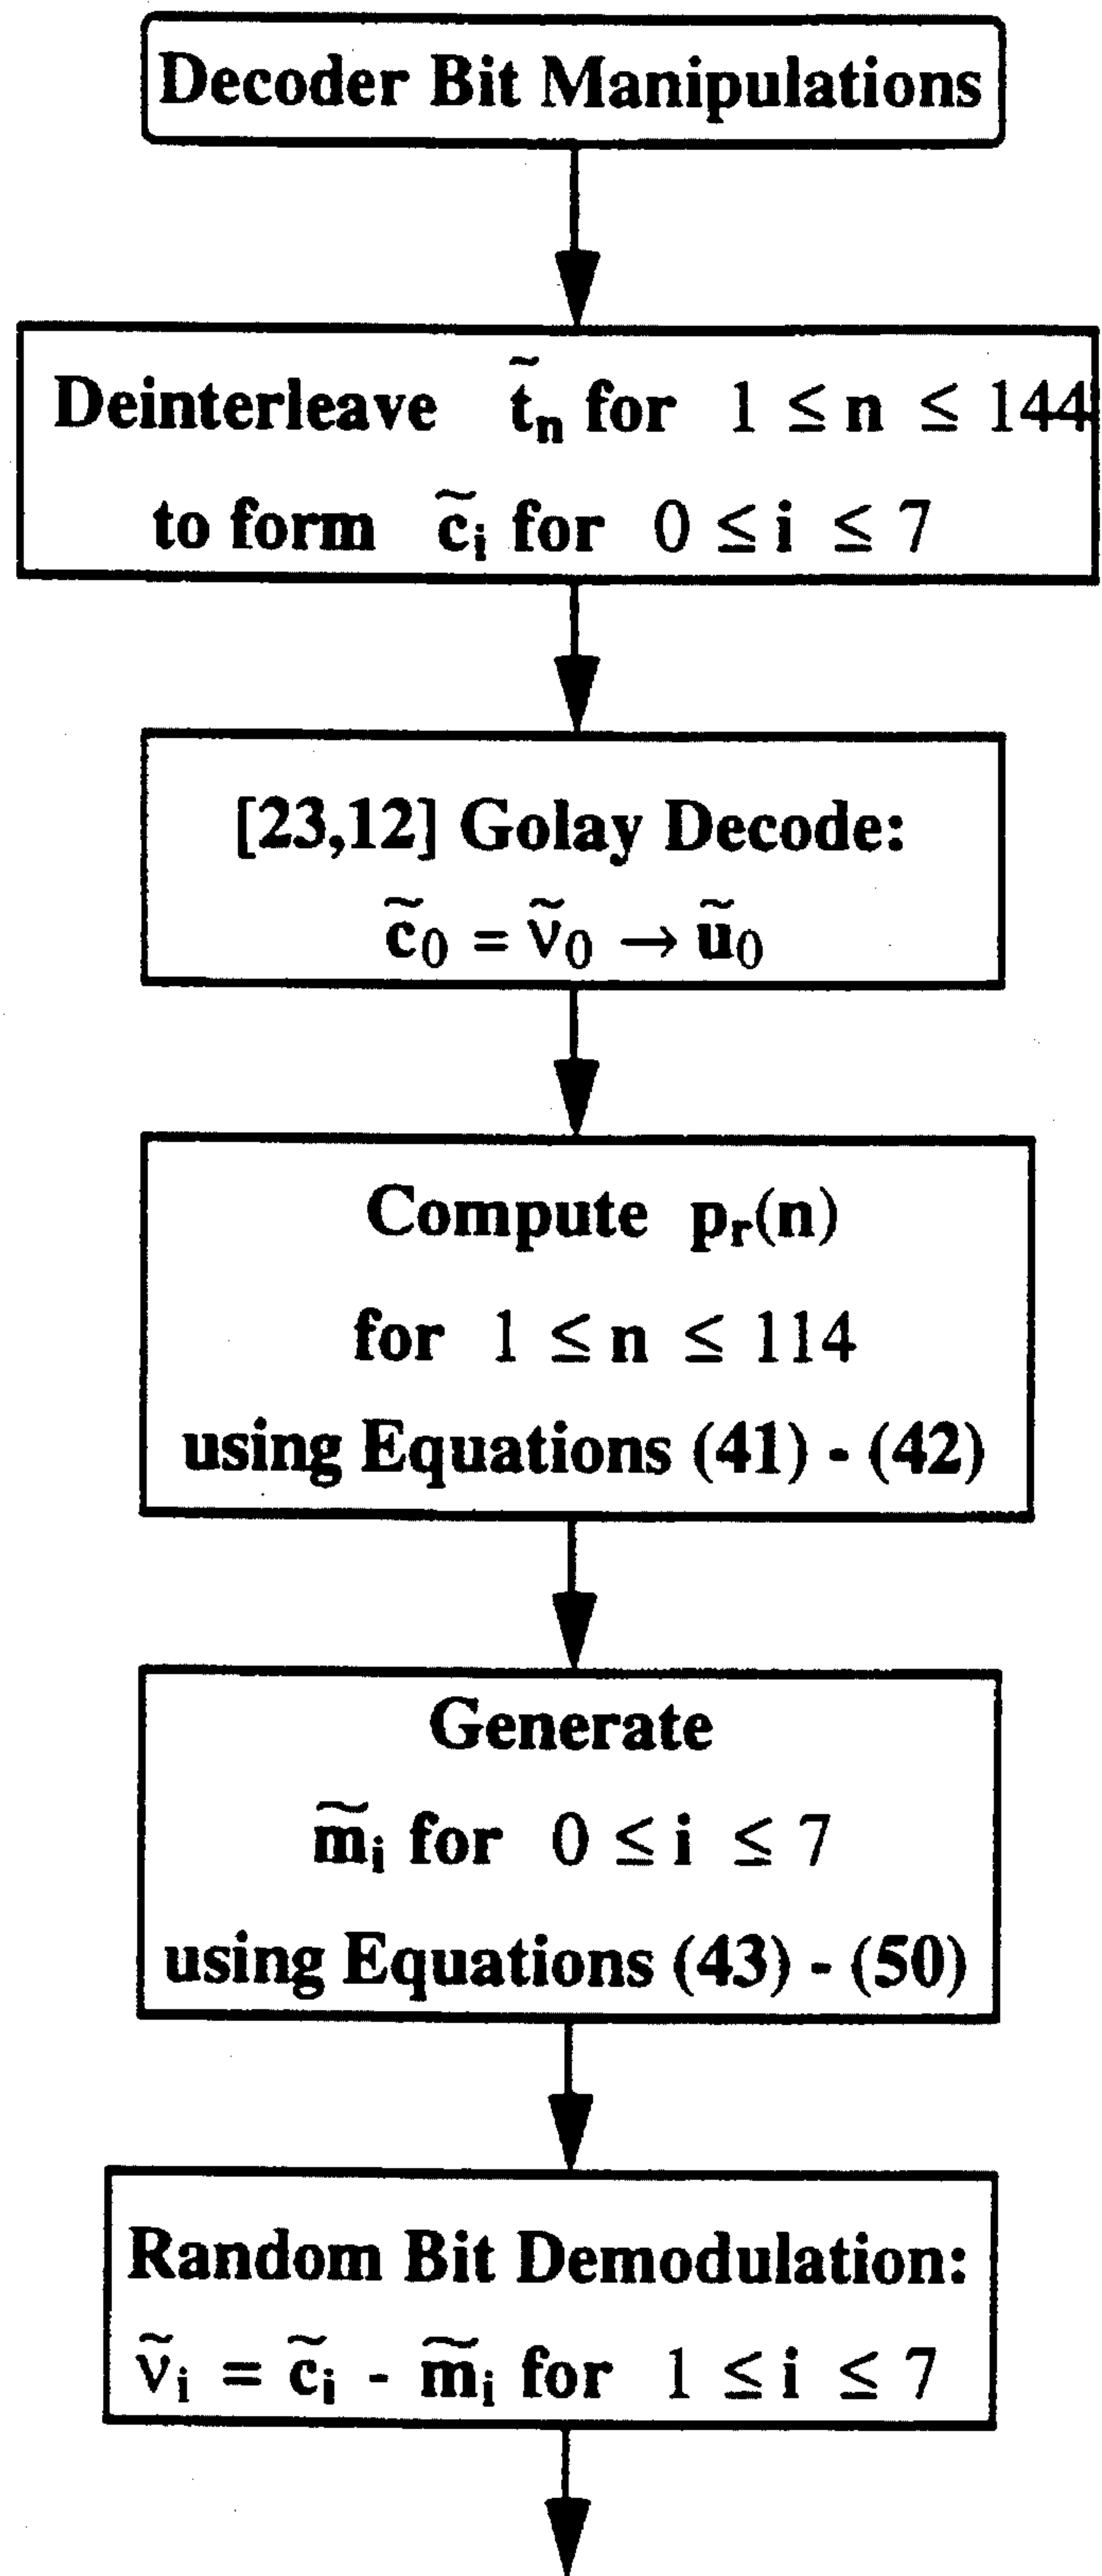 Decoder Bit Manipulations
Deinterleave t̃ₙ for 1 ≤ n ≤ 144
to form c̃ᵢ for 0 ≤ i ≤ 7
[23,12] Golay Decode:
c̃₀ = ṽ₀ → ũ₀
Compute pᵣ(n)
for 1 ≤ n ≤ 114
using Equations (41) - (42)
Generate
m̃ᵢ for 0 ≤ i ≤ 7
using Equations (43) - (50)
Random Bit Demodulation:
ṽᵢ = c̃ᵢ - m̃ᵢ for 1 ≤ i ≤ 7